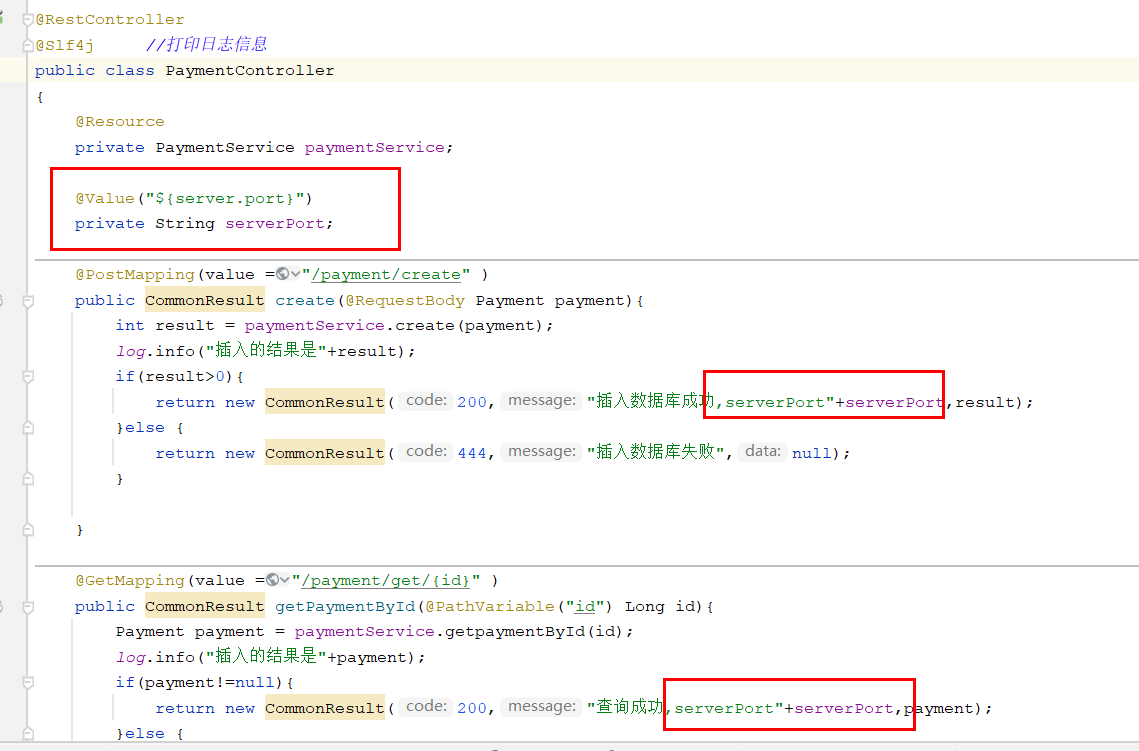 @RestController
@Slf4j     //打印日志信息
public class PaymentController
{
    @Resource
    private PaymentService paymentService;
    @Value("${server.port}")
    private String serverPort;
    @PostMapping(value ="/payment/create" )
    public CommonResult create(@RequestBody Payment payment){
        int result = paymentService.create(payment);
        log.info("插入的结果是"+result);
        if(result>0){
            return new CommonResult( code: 200, message: "插入数据库成功,serverPort"+serverPort,result);
        }else {
            return new CommonResult( code: 444, message: "插入数据库失败", data: null);
        }
    }
    @GetMapping(value ="/payment/get/{id}" )
    public CommonResult getPaymentById(@PathVariable("id") Long id){
        Payment payment = paymentService.getpaymentById(id);
        log.info("插入的结果是"+payment);
        if(payment!=null){
            return new CommonResult( code: 200, message: "查询成功,serverPort"+serverPort,payment);
        }else {